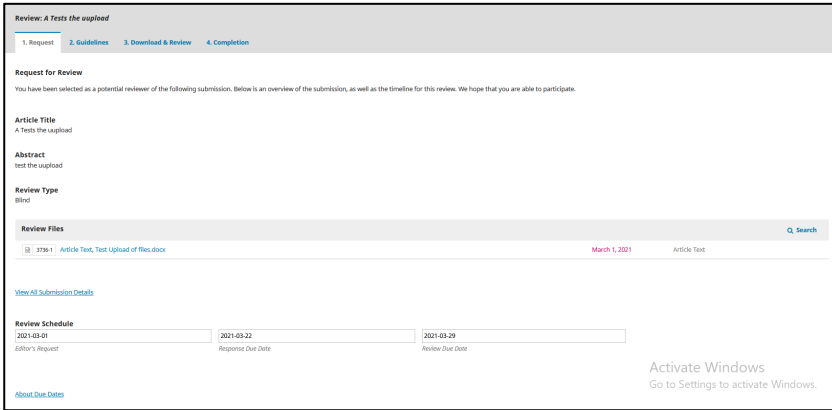 Review: A Tests the uupload
1. Request 2. Guidelines 3. Download & Review 4. Completion
Request for Review
You have been selected as a potential reviewer of the following submission. Below is an overview of the submission, as well as the timeline for this review. We hope that you are able to participate.
Article Title
A Tests the uupload
Abstract
test the uupload
Review Type
Blind
Review Files Search
3736-1 Article Text, Test Upload of files.docx March 1, 2021 Article Text
View All Submission Details
Review Schedule
2021-03-01 2021-03-22 2021-03-29
Editor's Request Response Due Date Review Due Date
Activate Windows
Go to Settings to activate Windows.
About Due Dates